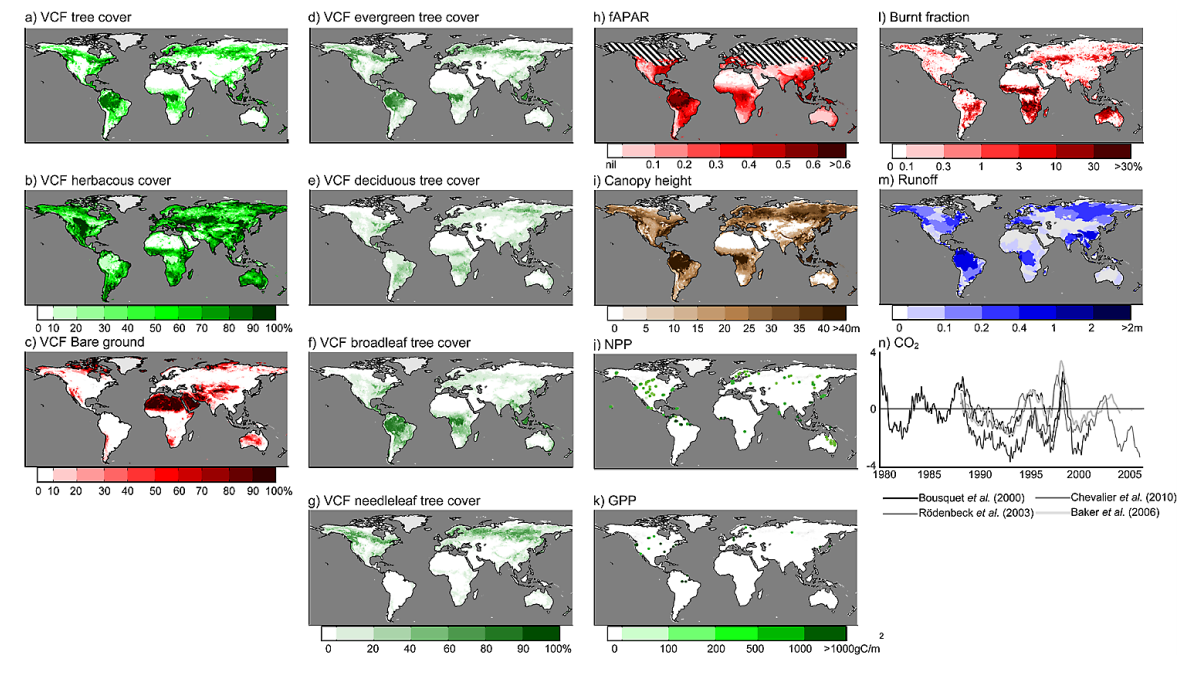 a) VCF tree cover
d) VCF evergreen tree cover
h) fAPAR
l) Burnt fraction
nil 0.1 0.2 0.3 0.4 0.5 0.6 >0.6
0 0.1 0.3 1 3 10 30 >30%
b) VCF herbacous cover
e) VCF deciduous tree cover
i) Canopy height
m) Runoff
0 10 20 30 40 50 60 70 80 90 100%
0 5 10 15 20 25 30 35 40 >40m
0 0.1 0.2 0.4 1 2 >2m
c) VCF Bare ground
f) VCF broadleaf tree cover
j) NPP
n) CO₂
4
0
-4
1980 1985 1990 1995 2000 2005
0 10 20 30 40 50 60 70 80 90 100%
g) VCF needleleaf tree cover
k) GPP
Bousquet et al. (2000)
Chevalier et al. (2010)
Rödenbeck et al. (2003)
Baker et al. (2006)
0 20 40 60 80 100%
0 100 200 500 1000 >1000gC/m 2